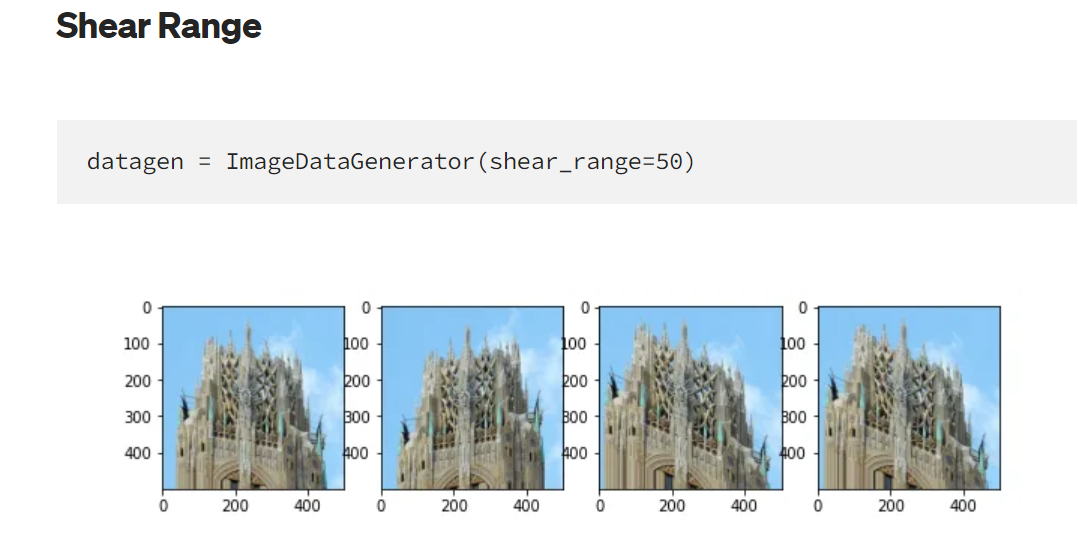 Shear Range
datagen = ImageDataGenerator(shear_range=50)
0 0 0 0
100 100 100 100
200 200 200 200
300 300 300 300
400 400 400 400
0 200 400 0 200 400 0 200 400 0 200 400